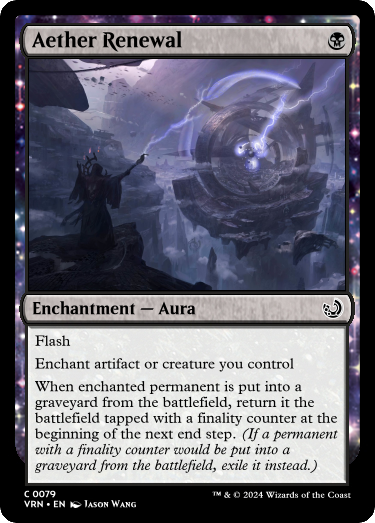 Aether Renewal
Enchantment — Aura
Flash
Enchant artifact or creature you control
When enchanted permanent is put into a
graveyard from the battlefield, return it the
battlefield tapped with a finality counter at the
beginning of the next end step. (If a permanent
with a finality counter would be put into a
graveyard from the battlefield, exile it instead.)
C 0079
VRN • EN Jason Wang
™ & © 2024 Wizards of the Coast